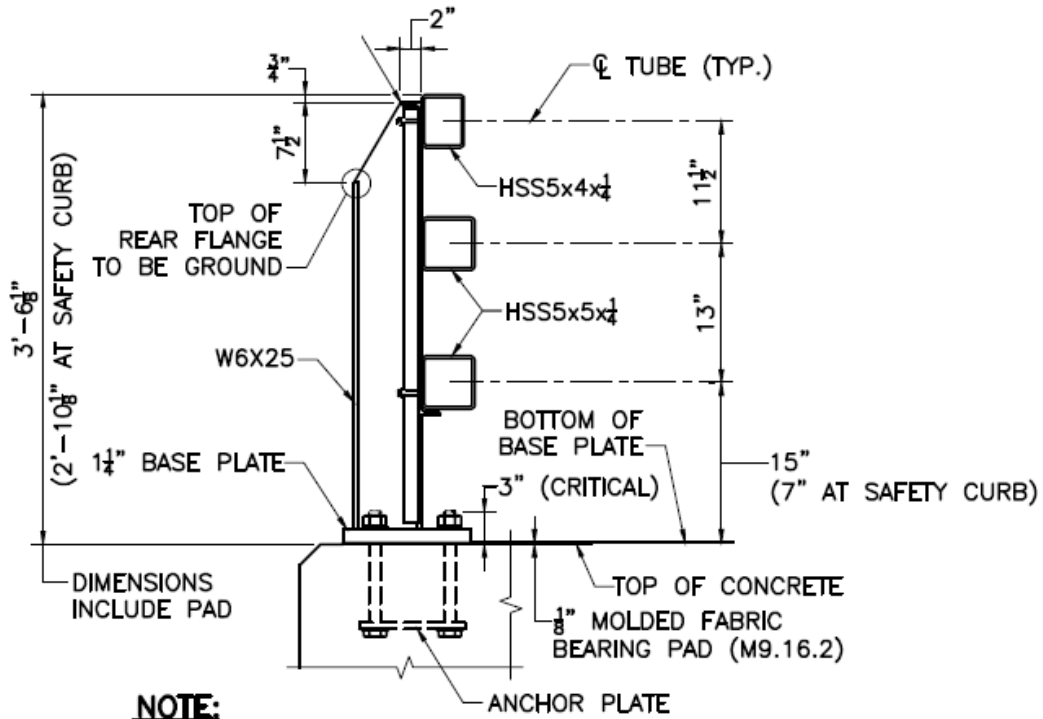 2"
3/4"
℄ TUBE (TYP.)
7 1/2"
HSS5x4x1/4
11 1/2"
TOP OF
REAR FLANGE
TO BE GROUND
3'-6 1/8"
(2'-10 1/8" AT SAFETY CURB)
HSS5x5x1/4
13"
W6X25
BOTTOM OF
BASE PLATE
1 1/4" BASE PLATE
3" (CRITICAL)
15"
(7" AT SAFETY CURB)
DIMENSIONS
INCLUDE PAD
TOP OF CONCRETE
1/8" MOLDED FABRIC
BEARING PAD (M9.16.2)
ANCHOR PLATE
NOTE: